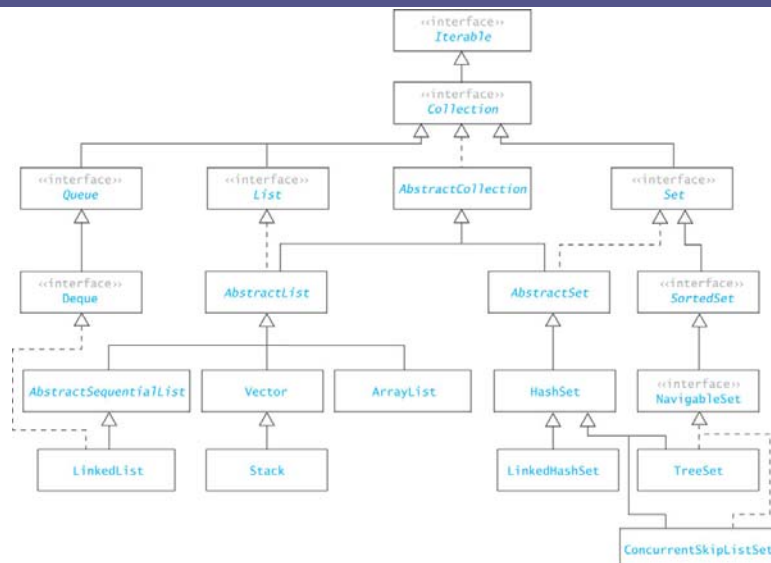 ‹‹interface››
Iterable
‹‹interface››
Collection
‹‹interface››
Queue
‹‹interface››
List
AbstractCollection
‹‹interface››
Set
‹‹interface››
Deque
AbstractList
AbstractSet
‹‹interface››
SortedSet
AbstractSequentialList
Vector
ArrayList
HashSet
‹‹interface››
NavigableSet
LinkedList
Stack
LinkedHashSet
TreeSet
ConcurrentSkipListSet